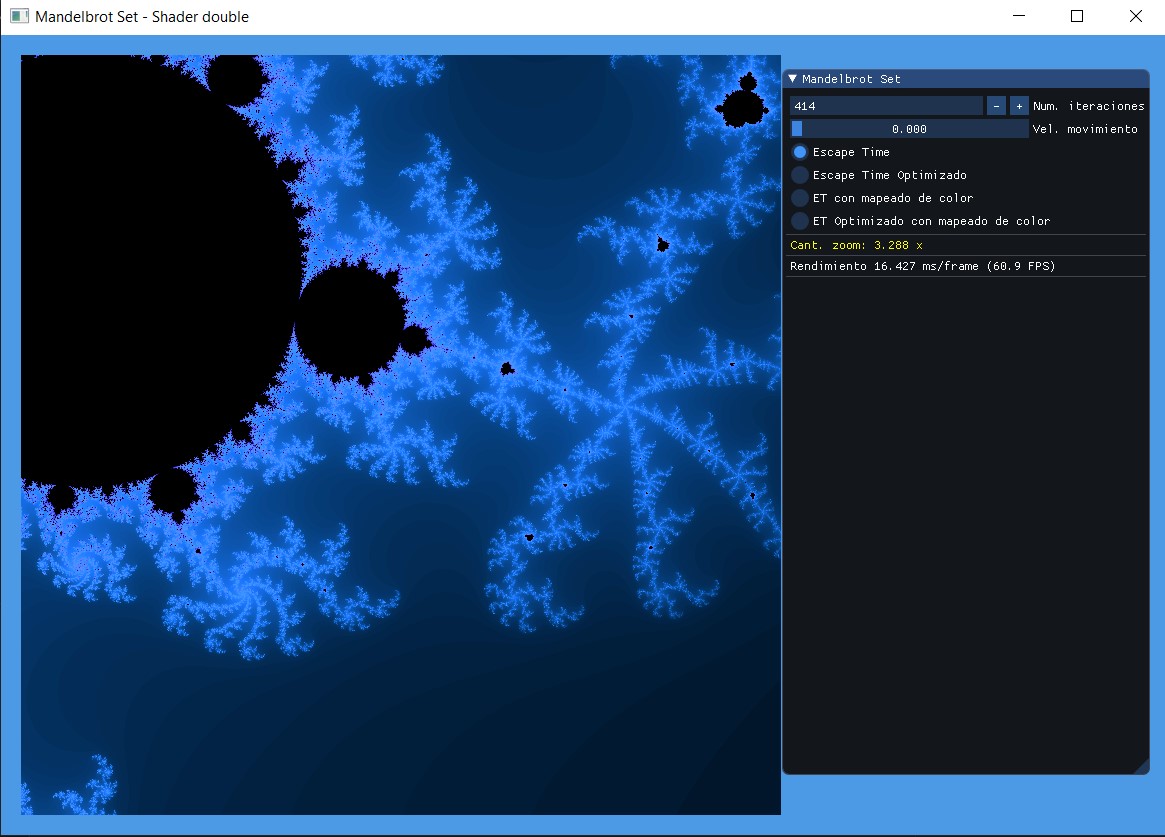 Mandelbrot Set - Shader double
Mandelbrot Set
414 - + Num. iteraciones
0.000 Vel. movimiento
Escape Time
Escape Time Optimizado
ET con mapeado de color
ET Optimizado con mapeado de color
Cant. zoom: 3.288 x
Rendimiento 16.427 ms/frame (60.9 FPS)